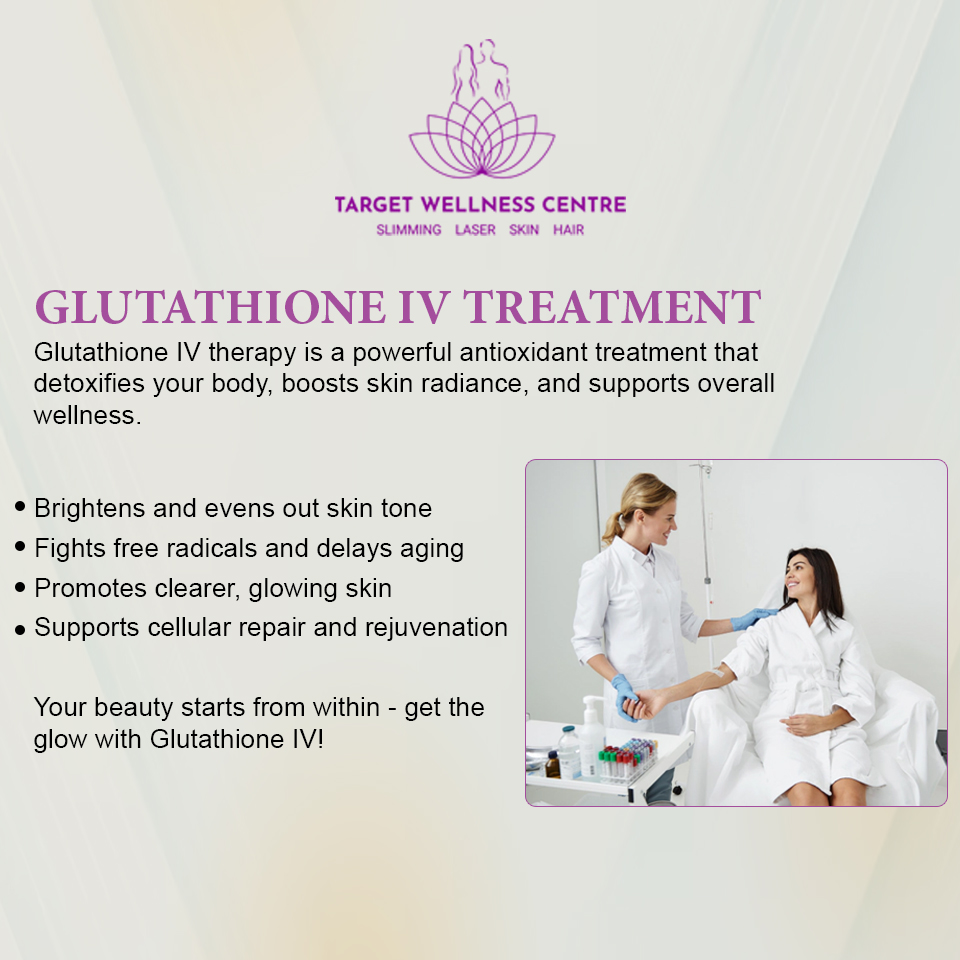 TARGET WELLNESS CENTRE
SLIMMING LASER SKIN HAIR
GLUTATHIONE IV TREATMENT
Glutathione IV therapy is a powerful antioxidant treatment that
detoxifies your body, boosts skin radiance, and supports overall
wellness.
• Brightens and evens out skin tone
• Fights free radicals and delays aging
• Promotes clearer, glowing skin
• Supports cellular repair and rejuvenation
Your beauty starts from within - get the
glow with Glutathione IV!